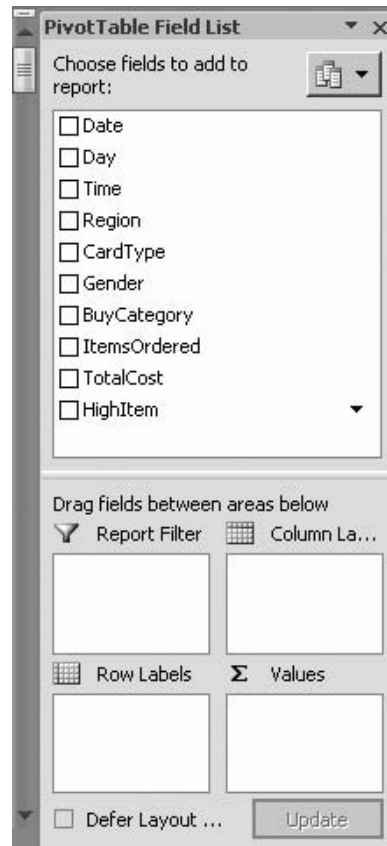 PivotTable Field List
Choose fields to add to
report:
Date
Day
Time
Region
CardType
Gender
BuyCategory
ItemsOrdered
TotalCost
HighItem
Drag fields between areas below
Report Filter
Column La...
Row Labels
Σ Values
Defer Layout ...
Update